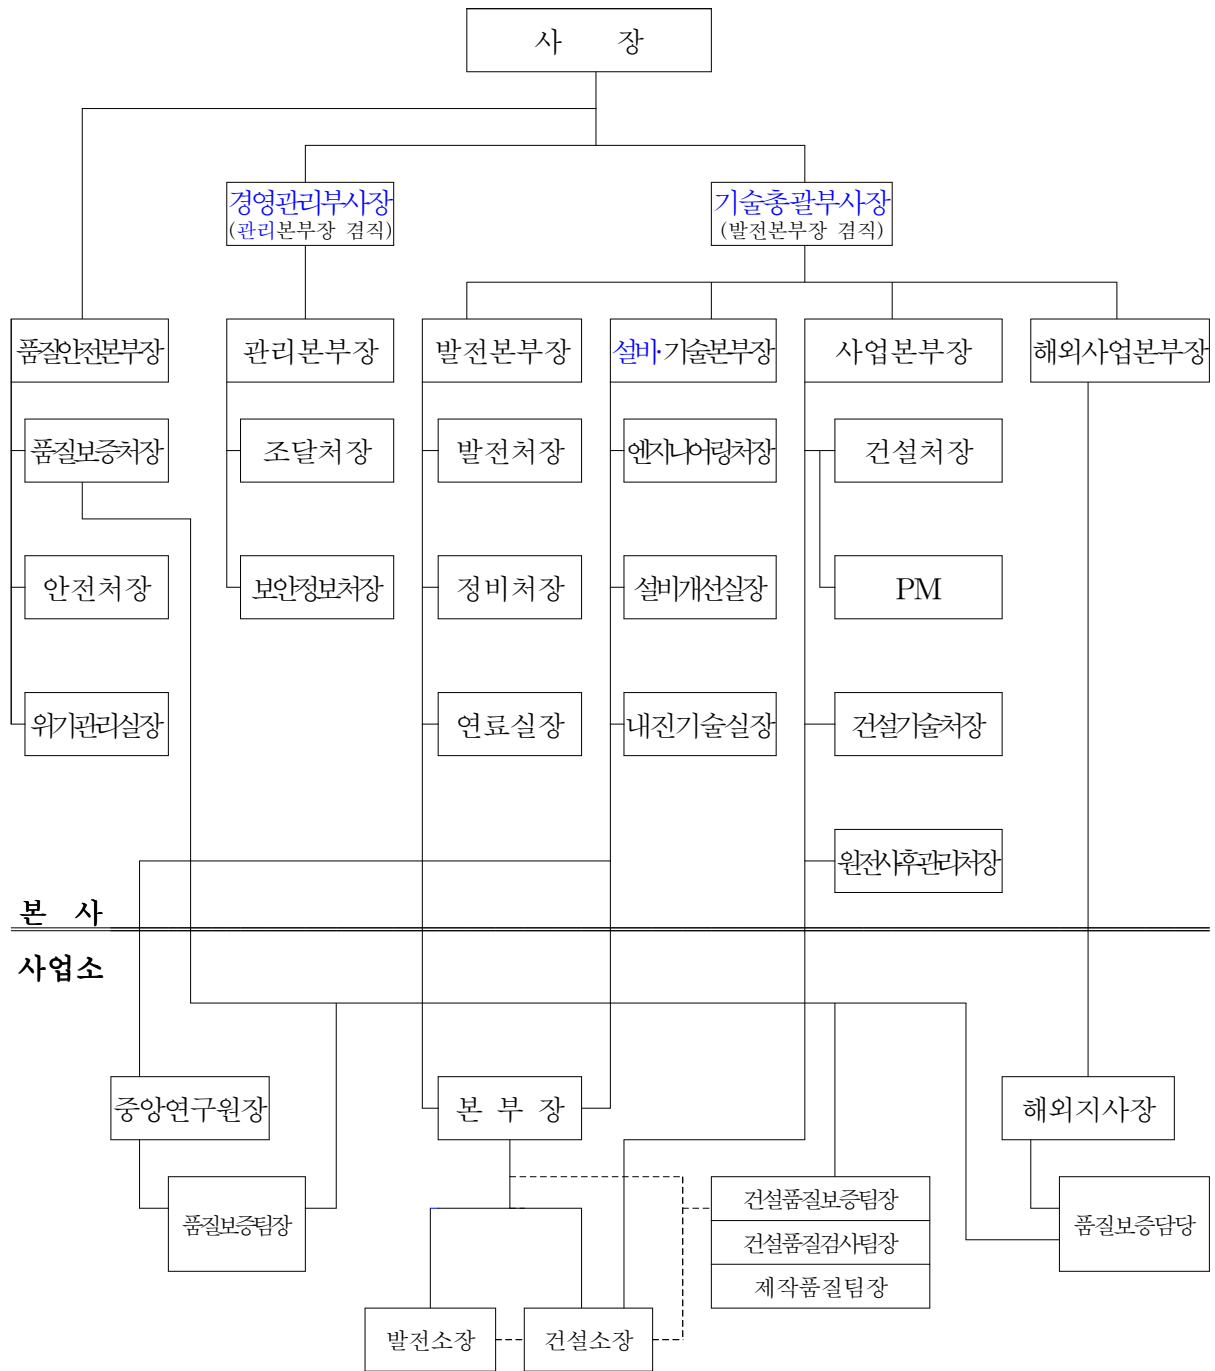 사 장
경영관리부사장
(관리본부장 겸직)
기술총괄부사장
(발전본부장 겸직)
품질안전본부장
관리본부장
발전본부장
설비·기술본부장
사업본부장
해외사업본부장
품질보증처장
조달처장
발전처장
엔지니어링처장
건설처장
안전처장
보안정보처장
정비처장
설비개선실장
PM
위기관리실장
연료실장
내진기술실장
건설기술처장
원전사후관리처장
본 사
사업소
중앙연구원장
본 부 장
해외지사장
품질보증팀장
건설품질보증팀장
건설품질검사팀장
제작품질팀장
품질보증담당
발전소장
건설소장